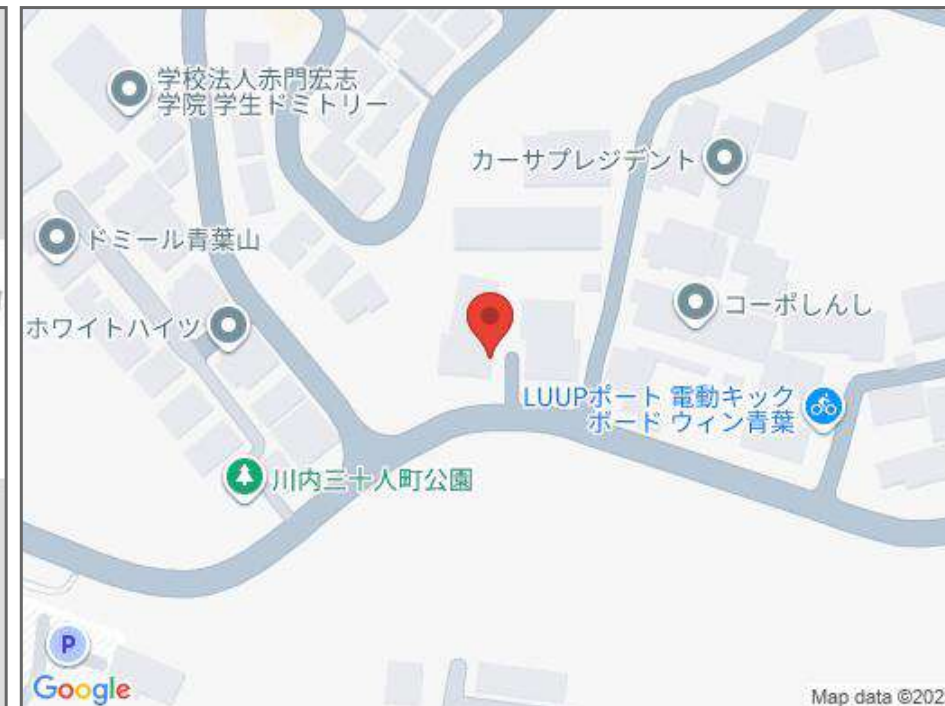 学校法人赤門宏志
学院 学生ドミトリー
カーサプレジデント
ドミール青葉山
コーポしんし
ホワイトハイツ
LUUPポート 電動キック
ボード ウィン青葉
川内三十人町公園
P
Google
Map data ©202